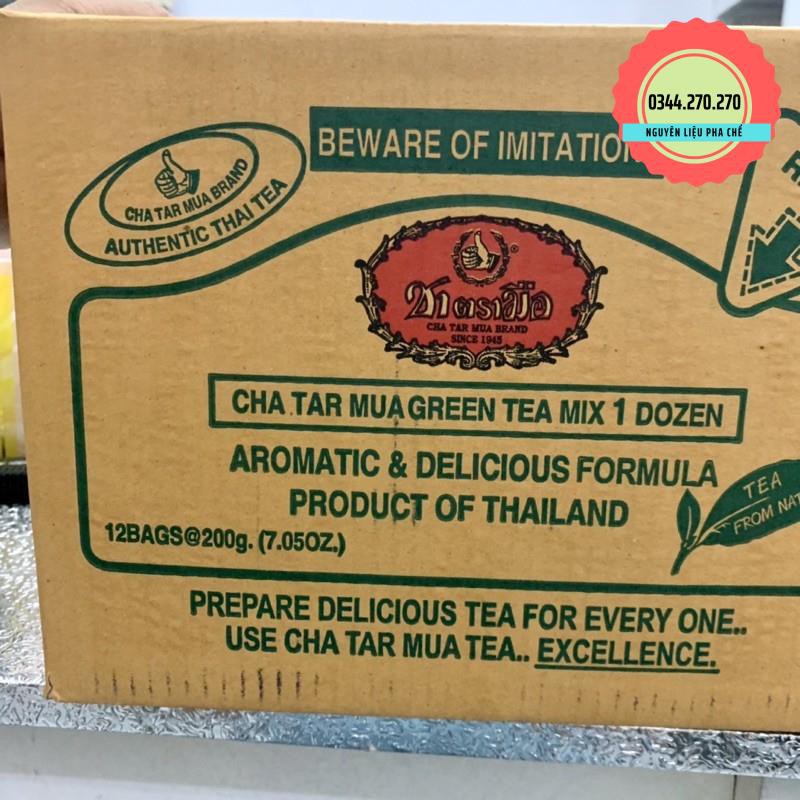 0344.270.270
NGUYÊN LIỆU PHA CHẾ
BEWARE OF
CHA TAR MUA BRAND
AUTHENTIC THAI TEA
ชาตรามือ
CHA TAR MUA BRAND
SINCE 1945
CHA TAR MUA GREEN TEA MIX 1 DOZEN
AROMATIC & DELICIOUS FORMULA
PRODUCT OF THAILAND
12BAGS@200g. (7.05OZ.)
TEA
FROM
PREPARE DELICIOUS TEA FOR EVERY ONE..
USE CHA TAR MUA TEA.. EXCELLENCE.